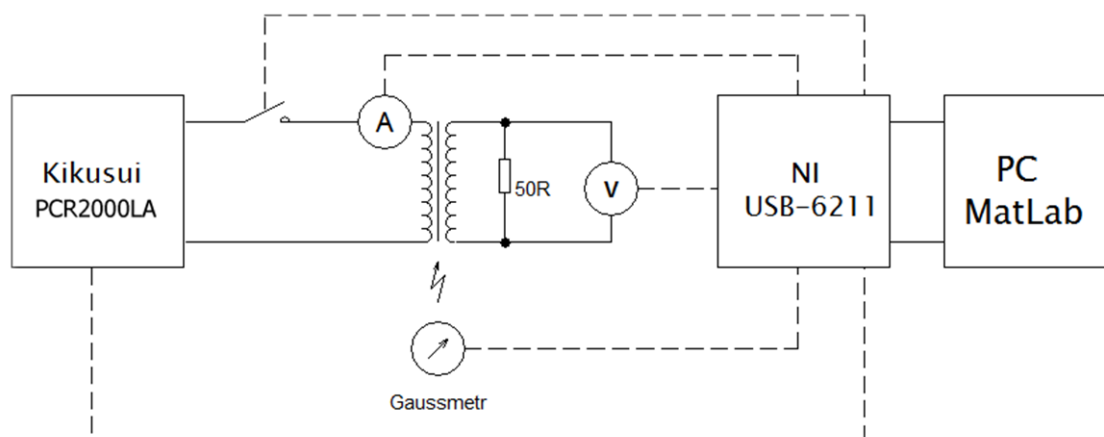 Kikusui
PCR2000LA
A
50R
V
NI
USB-6211
PC
MatLab
Gaussmetr